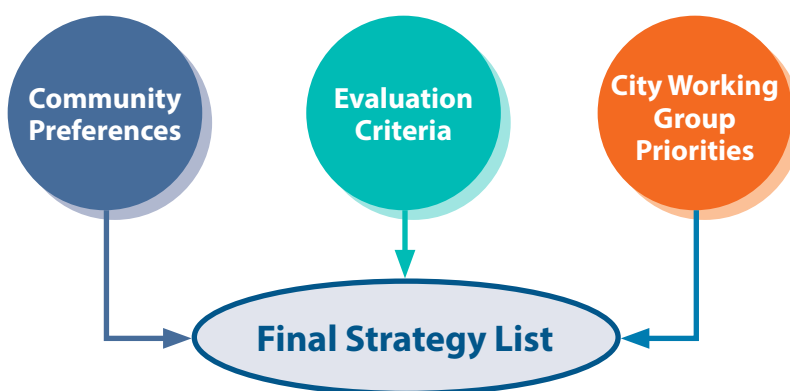 Community
Preferences
Evaluation
Criteria
City Working
Group
Priorities
Final Strategy List